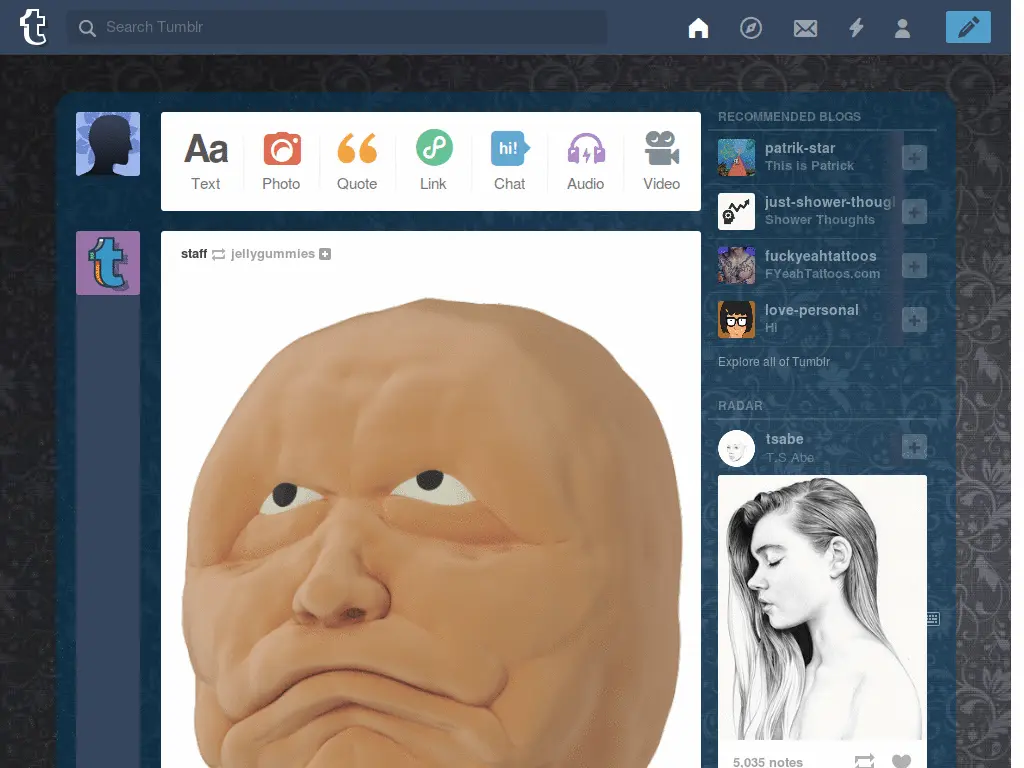 Search Tumblr
Aa
Text
Photo
Quote
Link
hi!
Chat
Audio
Video
staff jellygummies
RECOMMENDED BLOGS
patrik-star
This is Patrick
just-shower-thougl
Shower Thoughts
fuckyeahtattoos
FYeahTattoos.com
love-personal
Hi
Explore all of Tumblr
RADAR
tsabe
T.S.Abe
5,035 notes